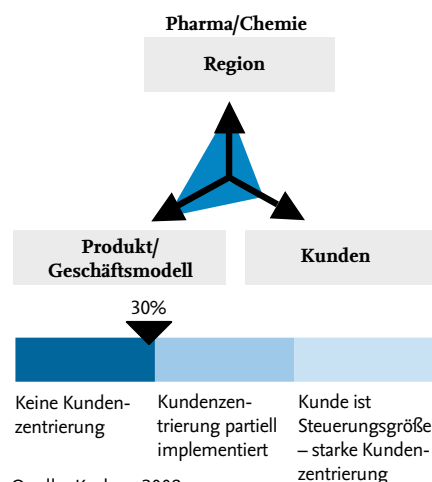 Pharma/Chemie
Region
Produkt/
Geschäftsmodell
Kunden
30%
Keine Kunden-
zentrierung
Kundenzen-
trierung partiell
implementiert
Kunde ist
Steuerungsgröße
– starke Kunden-
zentrierung